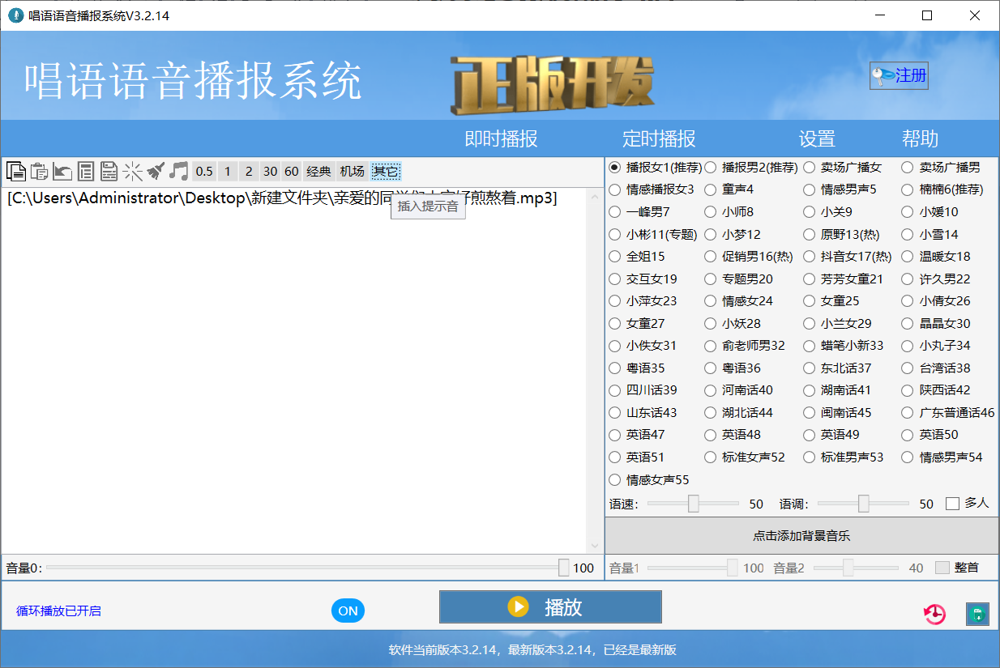 唱语语音播报系统V3.2.14
唱语语音播报系统
正版开发
注册
即时播报 定时播报 设置 帮助
0.5 1 2 30 60 经典 机场 其它
[C:\Users\Administrator\Desktop\新建文件夹\亲爱的同学们大家好煎熬着.mp3]
插入提示音
播报女1(推荐) 播报男2(推荐) 卖场广播女 卖场广播男
情感播报女3 童声4 情感男声5 楠楠6(推荐)
一峰男7 小师8 小关9 小媛10
小彬11(专题) 小梦12 原野13(热) 小雪14
全姐15 促销男16(热) 抖音女17(热) 温暖女18
交互女19 专题男20 芳芳女童21 许久男22
小萍女23 情感女24 女童25 小倩女26
女童27 小妖28 小兰女29 晶晶女30
小佚女31 俞老师男32 蜡笔小新33 小丸子34
粤语35 粤语36 东北话37 台湾话38
四川话39 河南话40 湖南话41 陕西话42
山东话43 湖北话44 闽南话45 广东普通话46
英语47 英语48 英语49 英语50
英语51 标准女声52 标准男声53 情感男声54
情感女声55
语速: 50 语调: 50 多人
点击添加背景音乐
音量0: 100 音量1 100 音量2 40 整首
循环播放已开启 ON 播放
软件当前版本3.2.14，最新版本3.2.14，已经是最新版